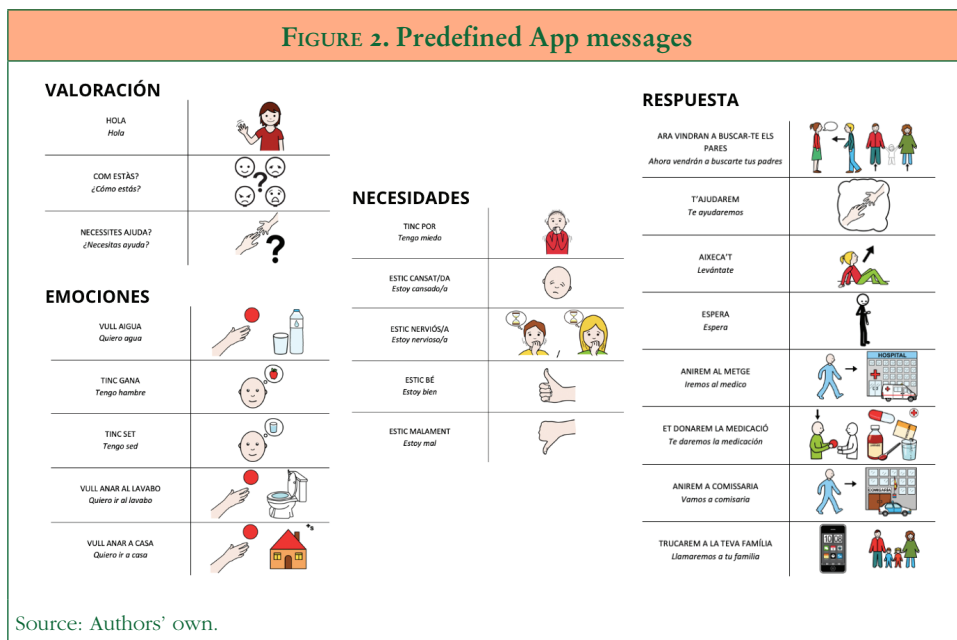 FIGURE 2. Predefined App messages
VALORACIÓN
HOLA
Hola
COM ESTÀS?
¿Cómo estás?
NECESSITES AJUDA?
¿Necesitas ayuda?
EMOCIONES
VULL AIGUA
Quiero agua
TINC GANA
Tengo hambre
TINC SET
Tengo sed
VULL ANAR AL LAVABO
Quiero ir al lavabo
VULL ANAR A CASA
Quiero ir a casa
+s
NECESIDADES
TINC POR
Tengo miedo
ESTIC CANSAT/DA
Estoy cansado/a
ESTIC NERVIÓS/A
Estoy nervioso/a
/
ESTIC BÉ
Estoy bien
ESTIC MALAMENT
Estoy mal
RESPUESTA
ARA VINDRAN A BUSCAR-TE ELS
PARES
Ahora vendrán a buscarte tus padres
T'AJUDAREM
Te ayudaremos
AIXECA'T
Levántate
ESPERA
Espera
ANIREM AL METGE
Iremos al medico
HOSPITAL
ET DONAREM LA MEDICACIÓ
Te daremos la medicación
ANIREM A COMISSARIA
Vamos a comisaria
COMISARÍA
TRUCAREM A LA TEVA FAMÍLIA
Llamaremos a tu familia
Source: Authors' own.